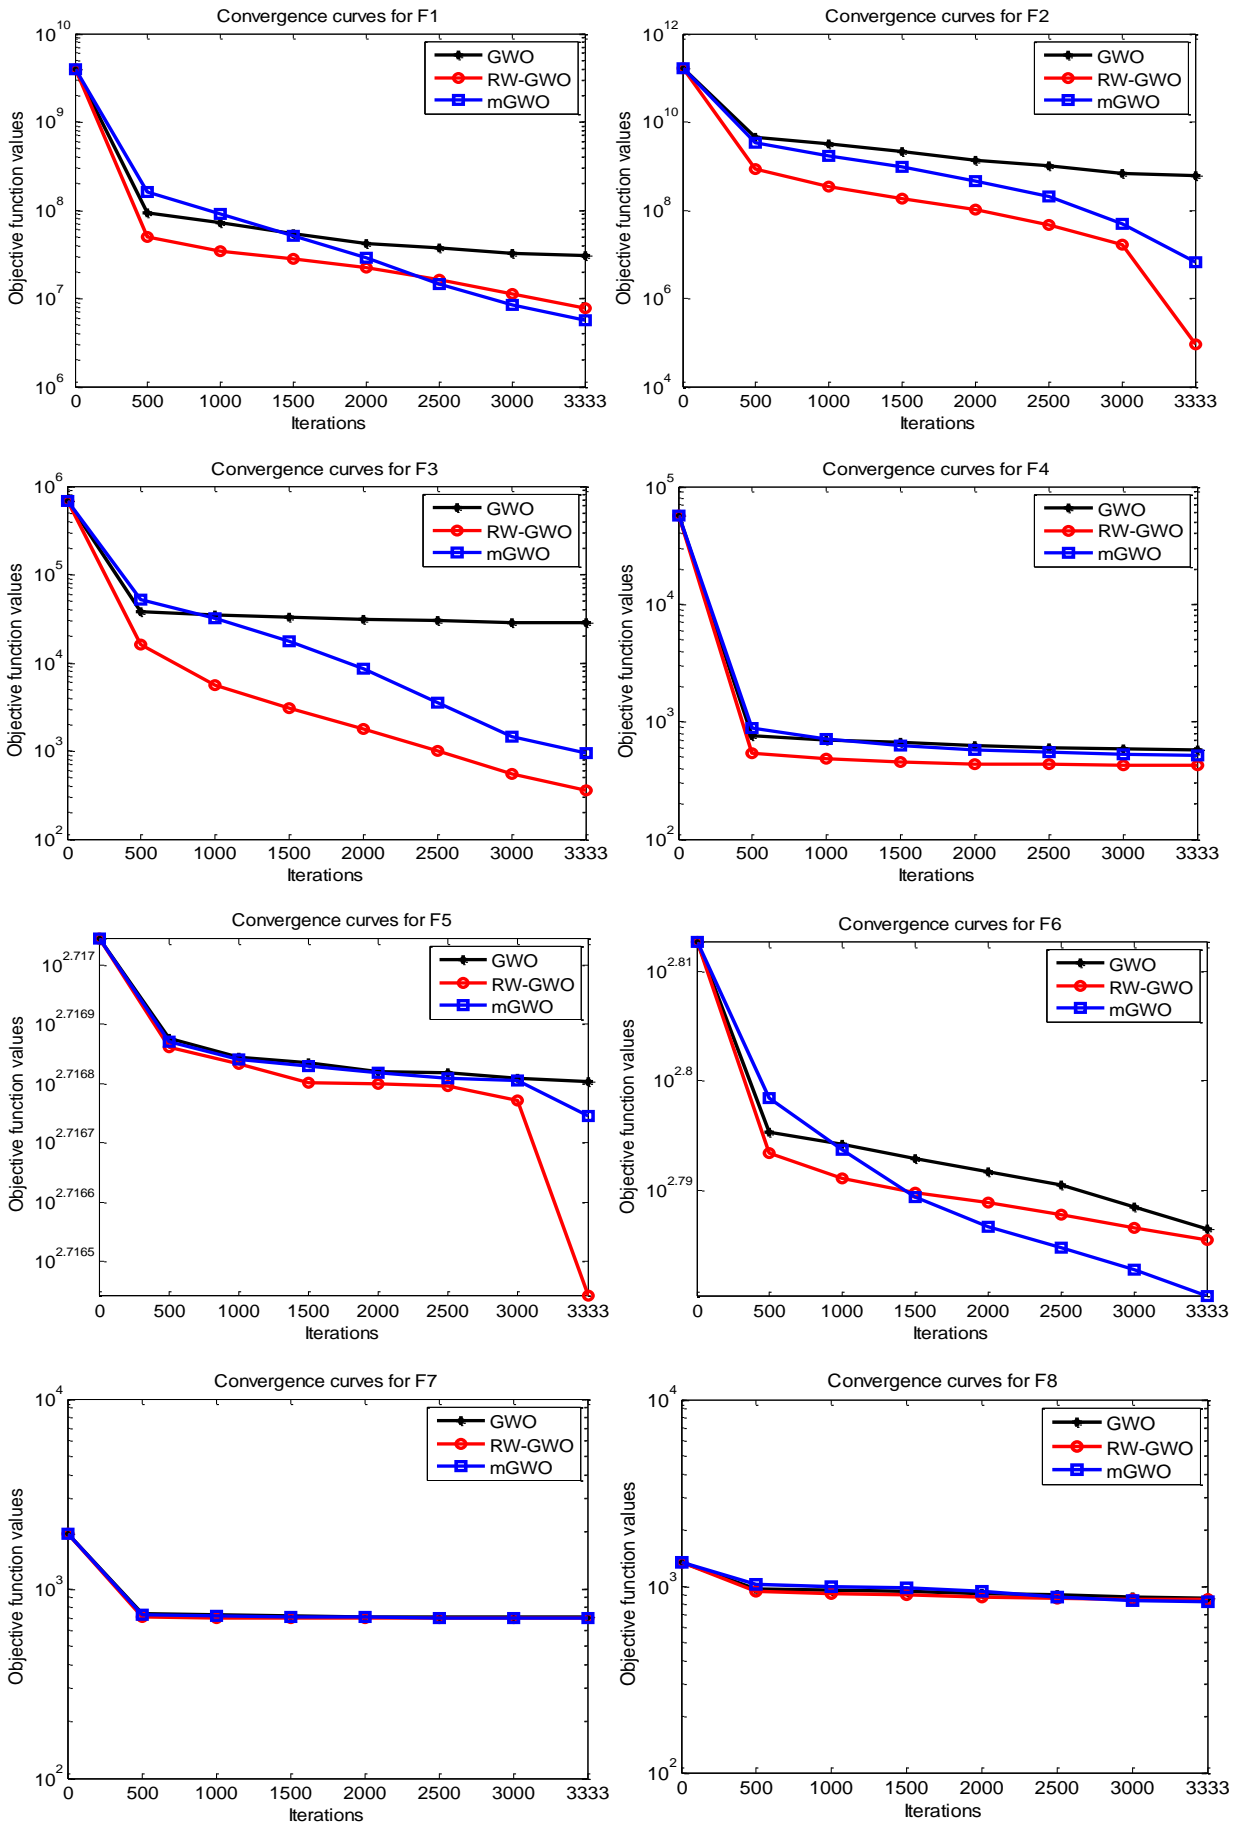 Convergence curves for F1
Objective function values
10^10
10^9
10^8
10^7
10^6
GWO
RW-GWO
mGWO
0 500 1000 1500 2000 2500 3000 3333
Iterations
Convergence curves for F2
Objective function values
10^12
10^10
10^8
10^6
10^4
GWO
RW-GWO
mGWO
0 500 1000 1500 2000 2500 3000 3333
Iterations
Convergence curves for F3
Objective function values
10^6
10^5
10^4
10^3
10^2
GWO
RW-GWO
mGWO
0 500 1000 1500 2000 2500 3000 3333
Iterations
Convergence curves for F4
Objective function values
10^5
10^4
10^3
10^2
GWO
RW-GWO
mGWO
0 500 1000 1500 2000 2500 3000 3333
Iterations
Convergence curves for F5
Objective function values
10^2.717
10^2.7169
10^2.7168
10^2.7167
10^2.7166
10^2.7165
GWO
RW-GWO
mGWO
0 500 1000 1500 2000 2500 3000 3333
Iterations
Convergence curves for F6
Objective function values
10^2.81
10^2.8
10^2.79
GWO
RW-GWO
mGWO
0 500 1000 1500 2000 2500 3000 3333
Iterations
Convergence curves for F7
Objective function values
10^4
10^3
10^2
GWO
RW-GWO
mGWO
0 500 1000 1500 2000 2500 3000 3333
Iterations
Convergence curves for F8
Objective function values
10^4
10^3
10^2
GWO
RW-GWO
mGWO
0 500 1000 1500 2000 2500 3000 3333
Iterations